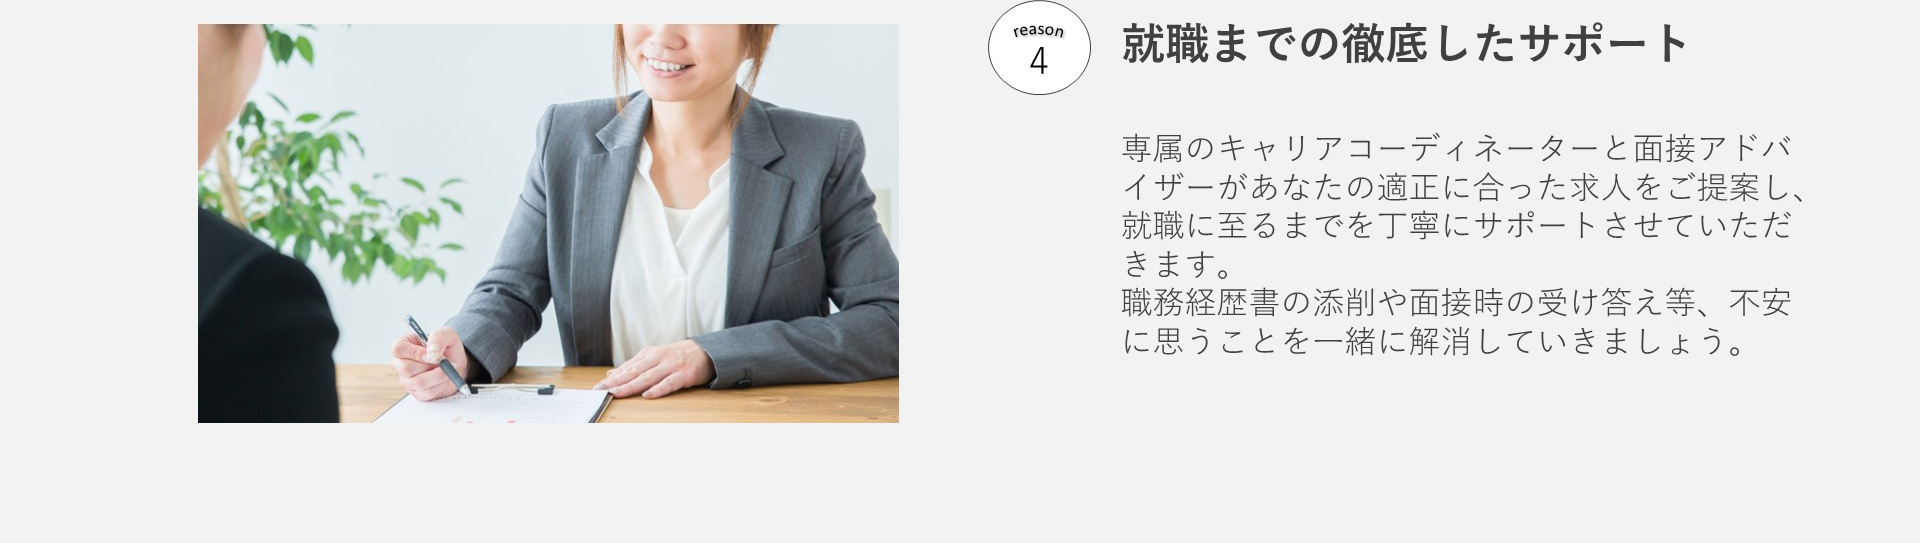 reason
4
就職までの徹底したサポート
専属のキャリアコーディネーターと面接アドバ
イザーがあなたの適正に合った求人をご提案し、
就職に至るまでを丁寧にサポートさせていただ
きます。
職務経歴書の添削や面接時の受け答え等、不安
に思うことを一緒に解消していきましょう。